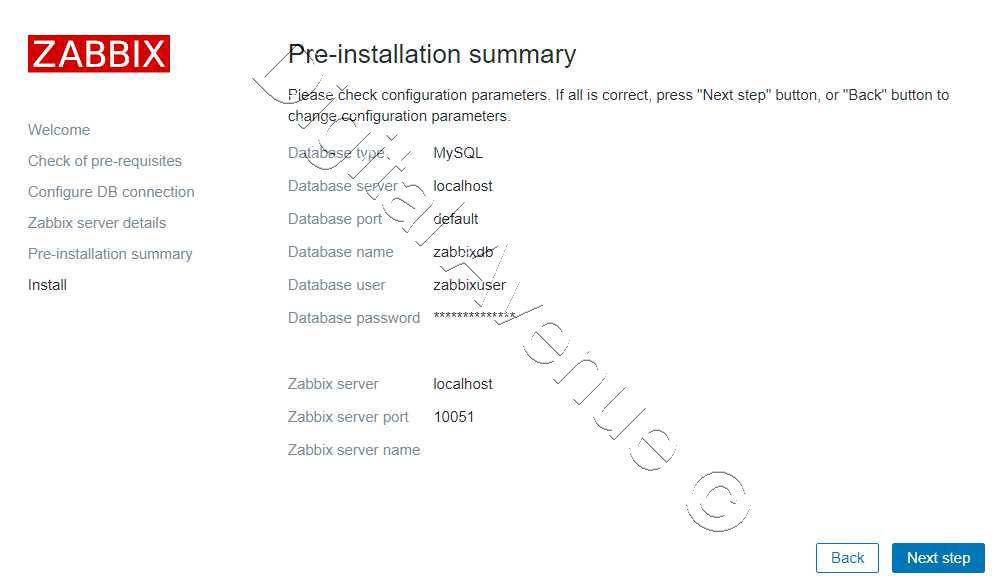 ZABBIX
Welcome
Check of pre-requisites
Configure DB connection
Zabbix server details
Pre-installation summary
Install
Pre-installation summary
Please check configuration parameters. If all is correct, press "Next step" button, or "Back" button to
change configuration parameters.
Database type MySQL
Database server localhost
Database port default
Database name zabbixdb
Database user zabbixuser
Database password **************
Zabbix server localhost
Zabbix server port 10051
Zabbix server name
Back Next step
Digital Avenue ©